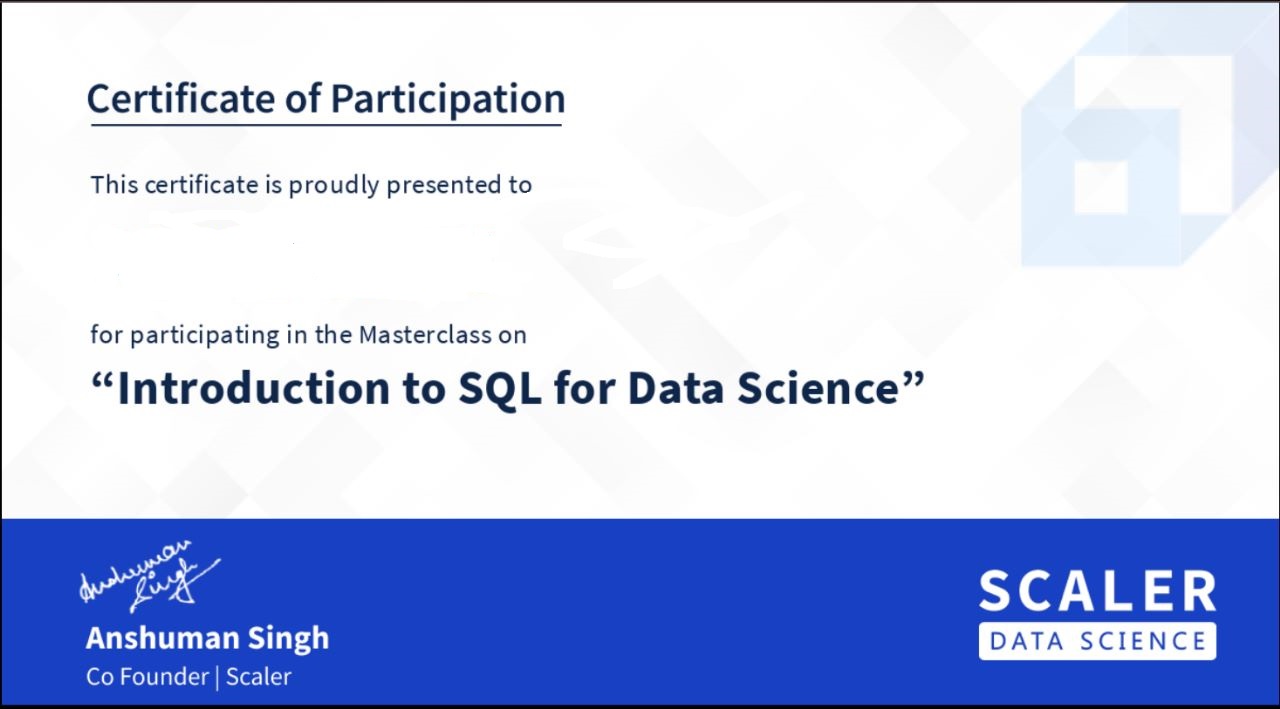 Certificate of Participation
This certificate is proudly presented to
for participating in the Masterclass on
“Introduction to SQL for Data Science”
Anshuman
Singh
Anshuman Singh
Co Founder | Scaler
SCALER
DATA SCIENCE